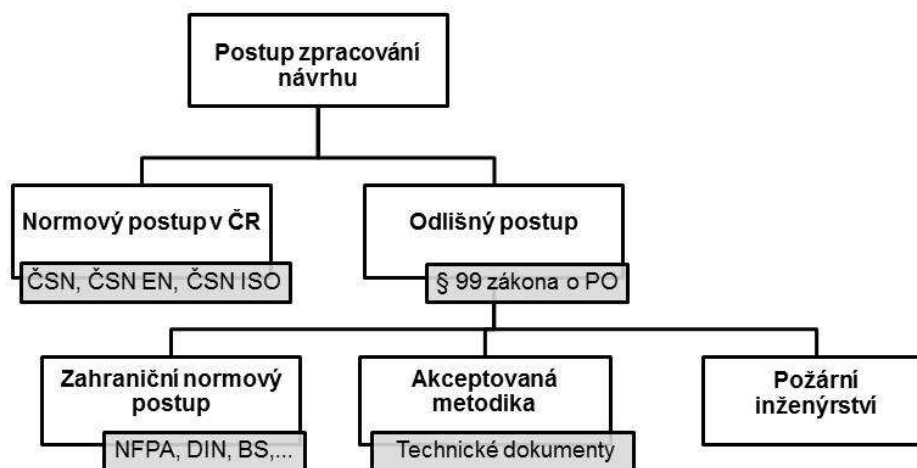 Postup zpracování
návrhu
Normový postup v ČR
ČSN, ČSN EN, ČSN ISO
Odlišný postup
§ 99 zákona o PO
Zahraniční normový
postup
NFPA, DIN, BS,...
Akceptovaná
metodika
Technické dokumenty
Požární
inženýrství